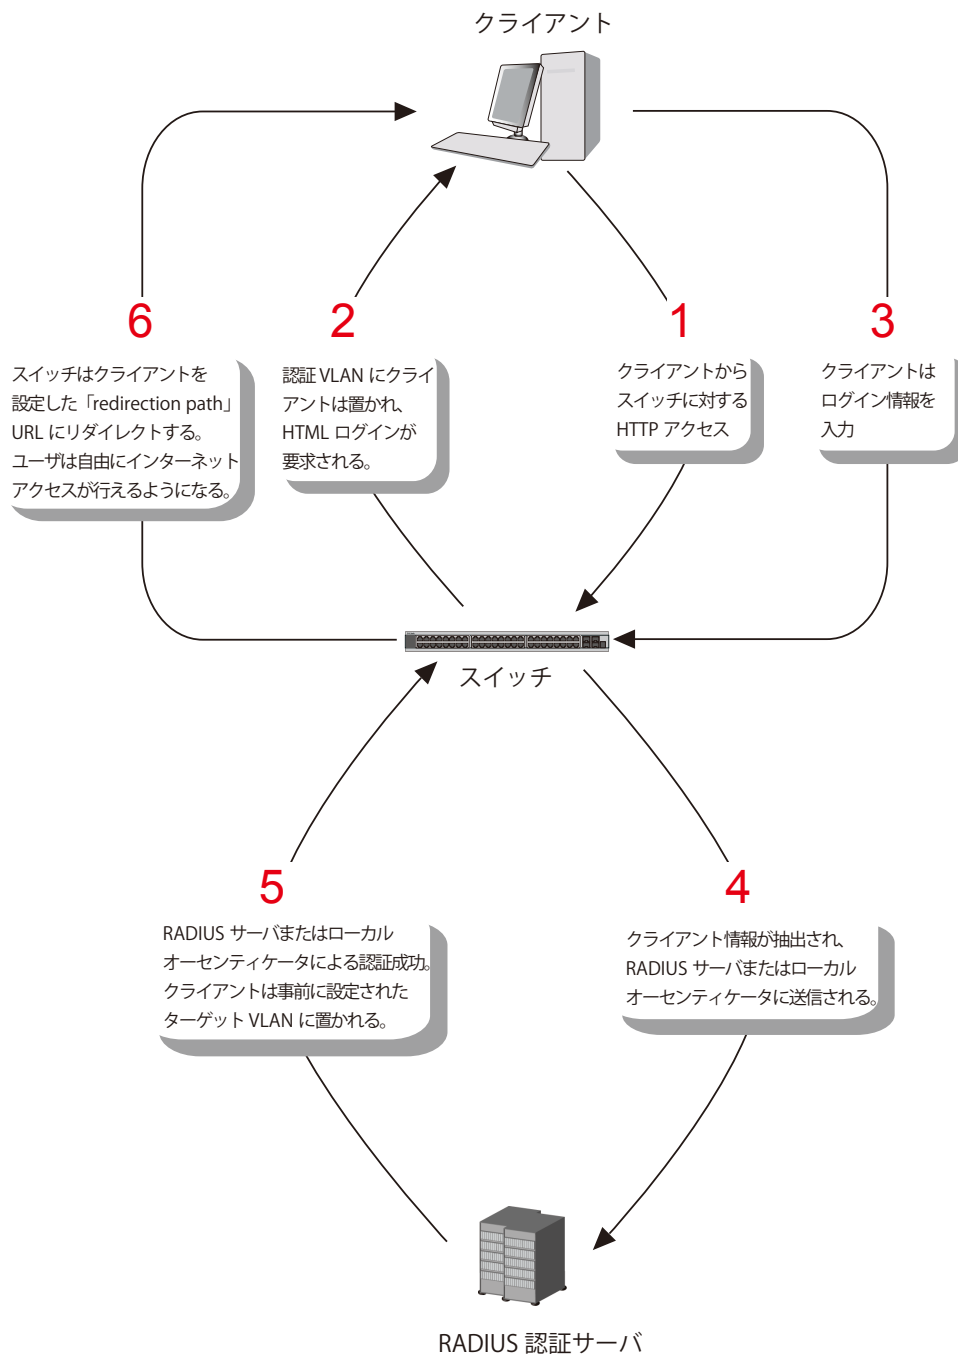 クライアント
6
スイッチはクライアントを
設定した「redirection path」
URL にリダイレクトする。
ユーザは自由にインターネット
アクセスが行えるようになる。
2
認証 VLAN にクライ
アントは置かれ、
HTML ログインが
要求される。
1
クライアントから
スイッチに対する
HTTP アクセス
3
クライアントは
ログイン情報を
入力
スイッチ
5
RADIUS サーバまたはローカル
オーセンティケータによる認証成功。
クライアントは事前に設定された
ターゲット VLAN に置かれる。
4
クライアント情報が抽出され、
RADIUS サーバまたはローカル
オーセンティケータに送信される。
RADIUS 認証サーバ